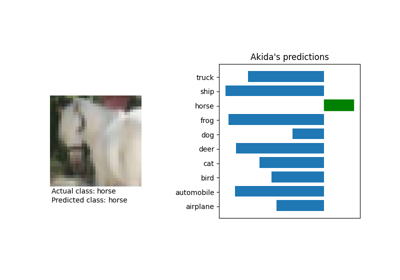 Akida's predictions
truck
ship
horse
frog
dog
deer
cat
bird
automobile
airplane
Actual class: horse
Predicted class: horse